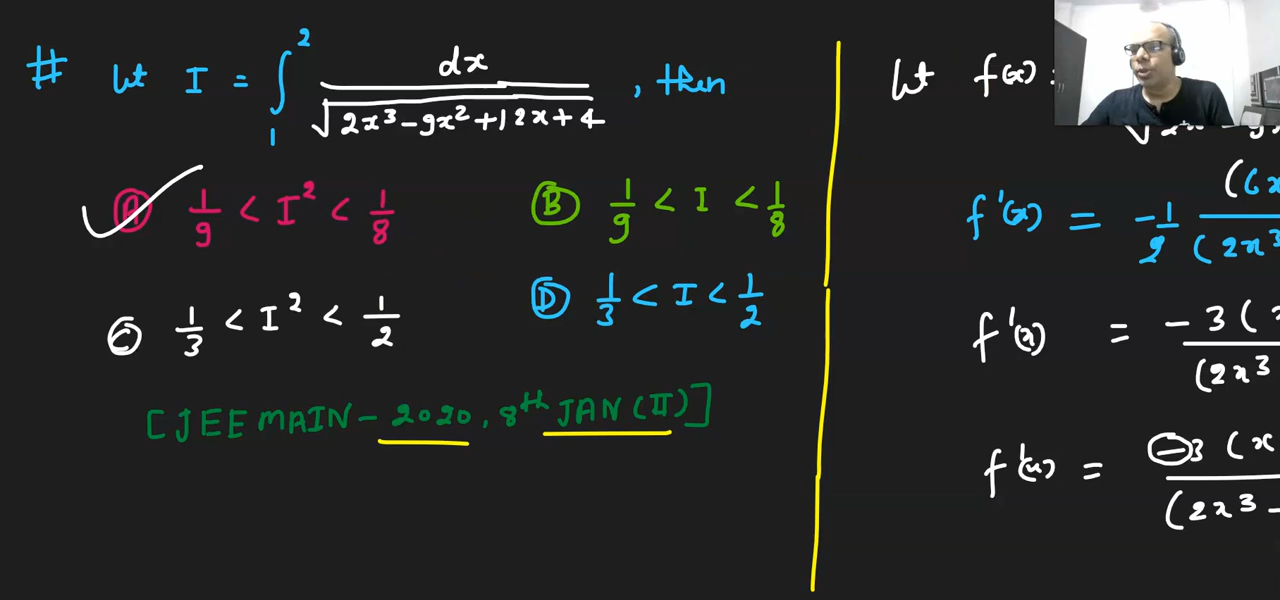 # Let I = ∫₁² dx / √(2x³ - 9x² + 12x + 4) , then
Ⓐ 1/9 < I² < 1/8 Ⓑ 1/9 < I < 1/8
Ⓒ 1/3 < I² < 1/2 Ⓓ 1/3 < I < 1/2
[JEE MAIN - 2020, 8th JAN (II)]
Let f(x) =
f'(x) = -1/2 (6x / (2x³
f'(x) = -3( / (2x³
f'(x) = -3(x / (2x³ -